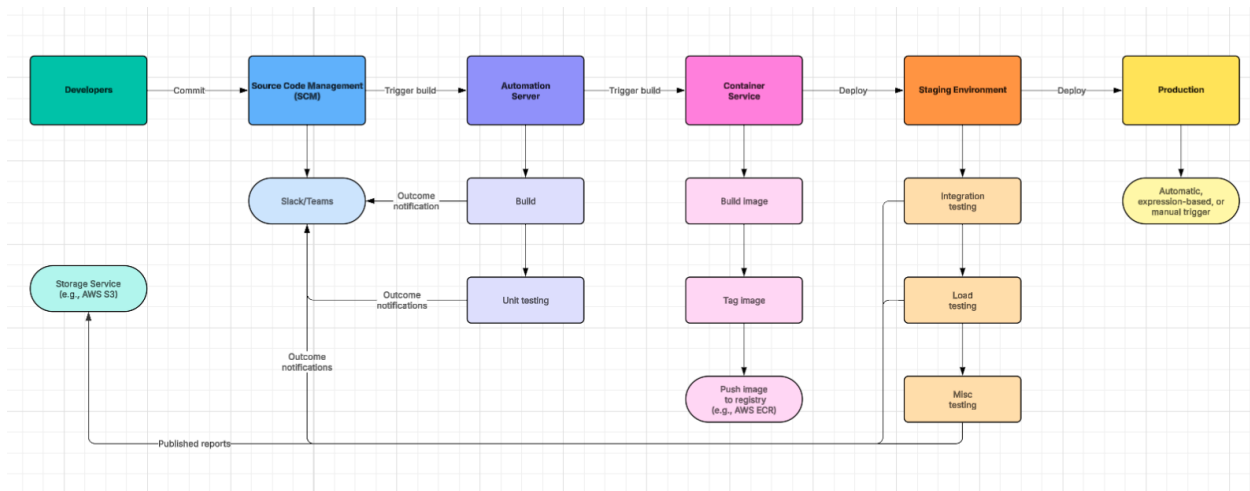 Developers
Commit
Source Code Management
(SCM)
Trigger build
Automation
Server
Trigger build
Container
Service
Deploy
Staging Environment
Deploy
Production
Slack/Teams
Outcome
notification
Build
Build image
Integration
testing
Automatic,
expression-based, or
manual trigger
Storage Service
(e.g., AWS S3)
Outcome
notifications
Unit testing
Tag image
Load
testing
Outcome
notifications
Push image
to registry
(e.g., AWS ECR)
Misc
testing
Published reports